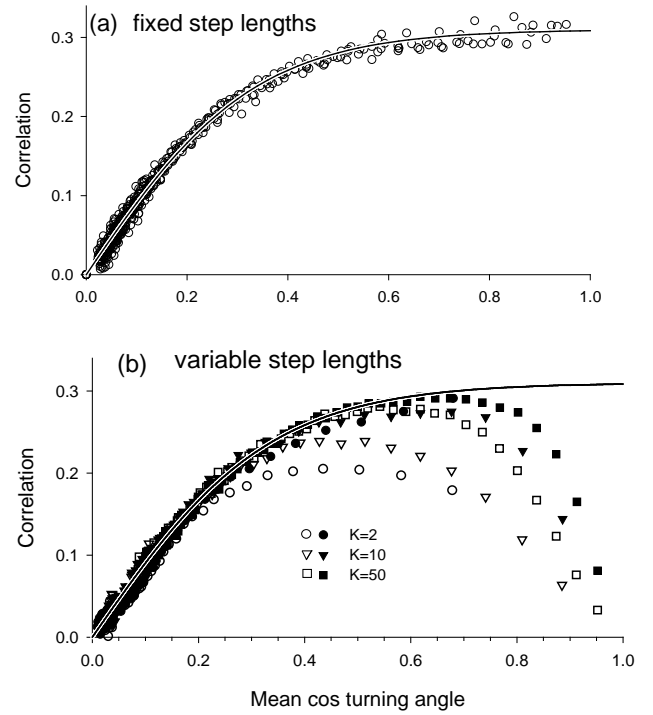 (a) fixed step lengths
0.3
0.2
0.1
0.0
Correlation
0.0 0.2 0.4 0.6 0.8 1.0
(b) variable step lengths
0.3
0.2
0.1
0.0
Correlation
K=2
K=10
K=50
0.0 0.2 0.4 0.6 0.8 1.0
Mean cos turning angle